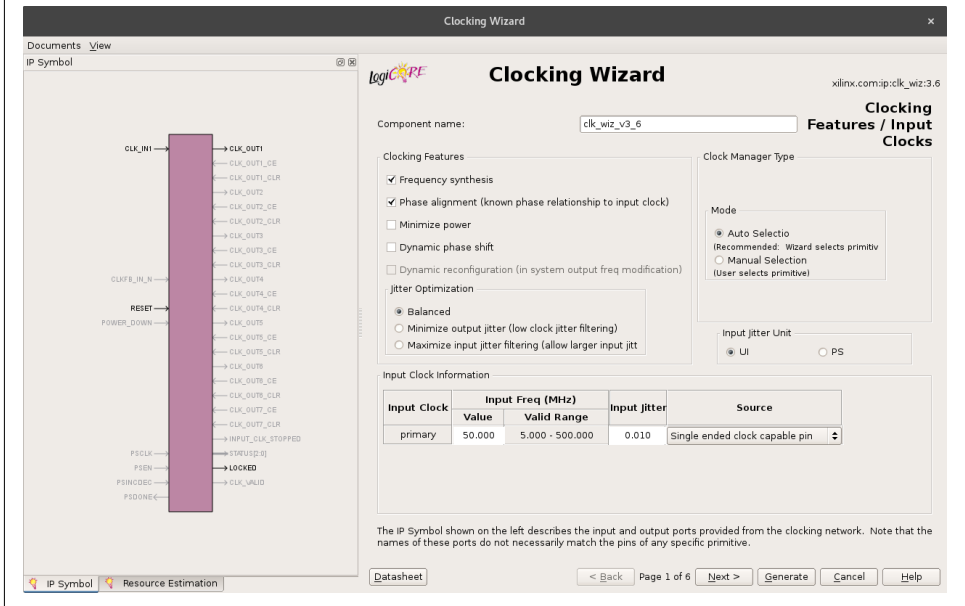 Clocking Wizard
Documents View
IP Symbol
CLK_IN1
CLKFB_IN_N
RESET
POWER_DOWN
PSCLK
PSEN
PSINCDEC
PSDONE
CLK_OUT1
CLK_OUT1_CE
CLK_OUT1_CLR
CLK_OUT2
CLK_OUT2_CE
CLK_OUT2_CLR
CLK_OUT3
CLK_OUT3_CE
CLK_OUT3_CLR
CLK_OUT4
CLK_OUT4_CE
CLK_OUT4_CLR
CLK_OUT5
CLK_OUT5_CE
CLK_OUT5_CLR
CLK_OUT6
CLK_OUT6_CE
CLK_OUT6_CLR
CLK_OUT7_CE
CLK_OUT7_CLR
INPUT_CLK_STOPPED
STATUS[2:0]
LOCKED
CLK_VALID
IP Symbol
Resource Estimation
logiCORE
Clocking Wizard
xilinx.com:ip:clk_wiz:3.6
Clocking
Features / Input
Clocks
Component name: clk_wiz_v3_6
Clocking Features
Frequency synthesis
Phase alignment (known phase relationship to input clock)
Minimize power
Dynamic phase shift
Dynamic reconfiguration (in system output freq modification)
Jitter Optimization
Balanced
Minimize output jitter (low clock jitter filtering)
Maximize input jitter filtering (allow larger input jitt
Clock Manager Type
Mode
Auto Selectio
(Recommended: Wizard selects primitiv
Manual Selection
(User selects primitive)
Input Jitter Unit
UI PS
Input Clock Information
Input Clock Input Freq (MHz) Input Jitter Source
Value Valid Range
primary 50.000 5.000 - 500.000 0.010 Single ended clock capable pin
The IP Symbol shown on the left describes the input and output ports provided from the clocking network. Note that the
names of these ports do not necessarily match the pins of any specific primitive.
Datasheet < Back Page 1 of 6 Next > Generate Cancel Help